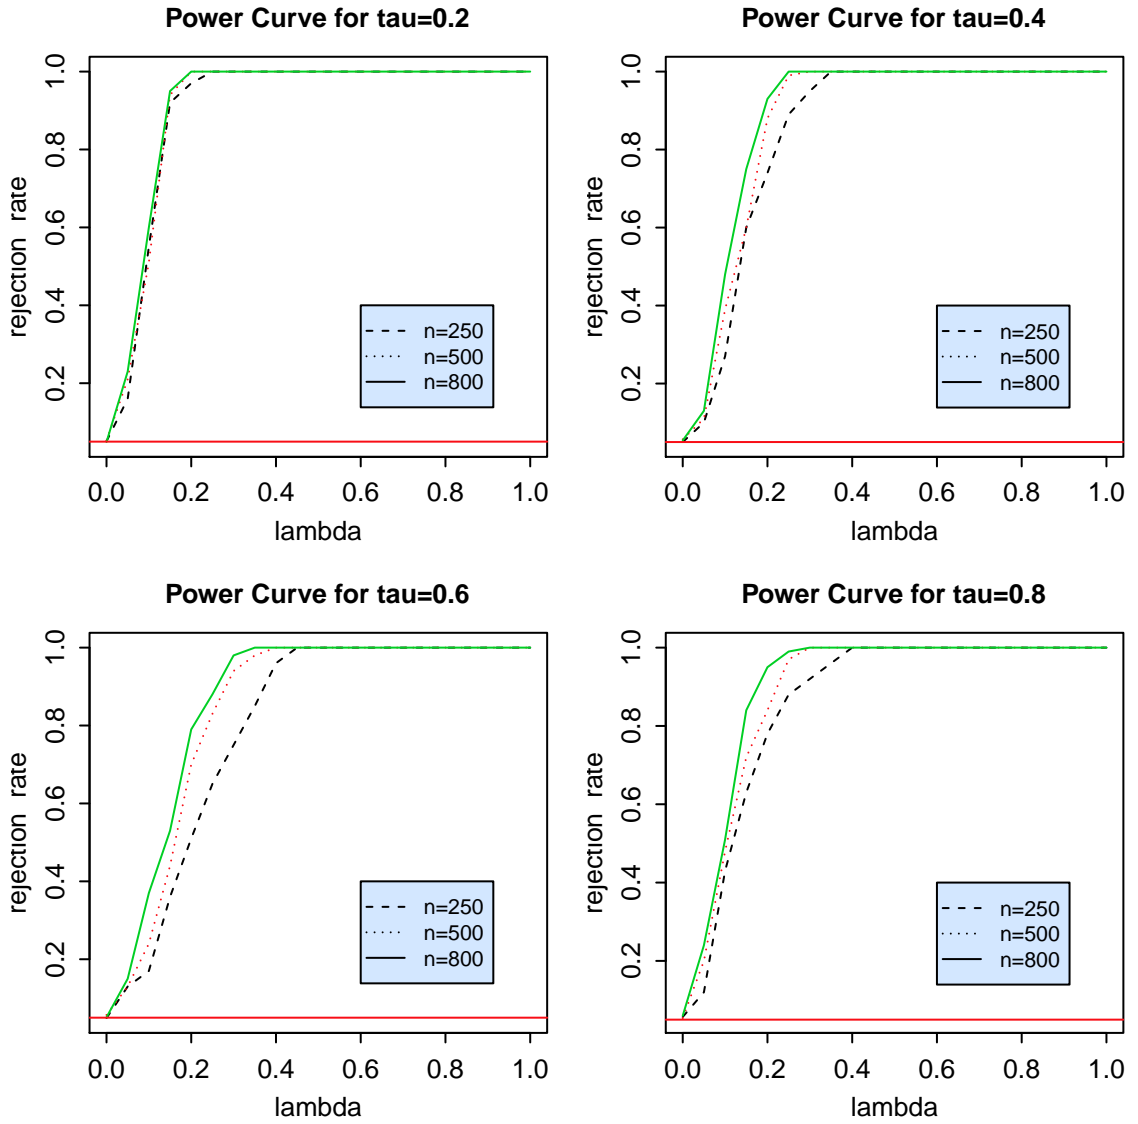 Power Curve for tau=0.2
rejection rate
1.0
0.8
0.6
0.4
0.2
n=250
n=500
n=800
0.0 0.2 0.4 0.6 0.8 1.0
lambda
Power Curve for tau=0.4
rejection rate
1.0
0.8
0.6
0.4
0.2
n=250
n=500
n=800
0.0 0.2 0.4 0.6 0.8 1.0
lambda
Power Curve for tau=0.6
rejection rate
1.0
0.8
0.6
0.4
0.2
n=250
n=500
n=800
0.0 0.2 0.4 0.6 0.8 1.0
lambda
Power Curve for tau=0.8
rejection rate
1.0
0.8
0.6
0.4
0.2
n=250
n=500
n=800
0.0 0.2 0.4 0.6 0.8 1.0
lambda